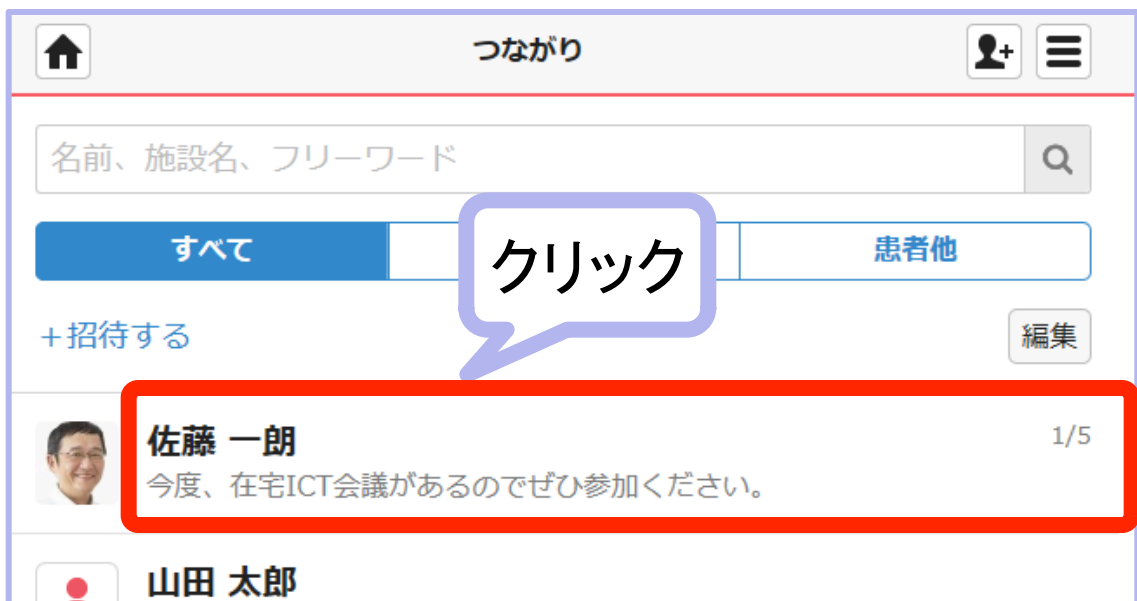 つながり
名前、施設名、フリーワード
すべて
患者他
クリック
+招待する
編集
佐藤 一朗
1/5
今度、在宅ICT会議があるのでぜひ参加ください。
山田 太郎